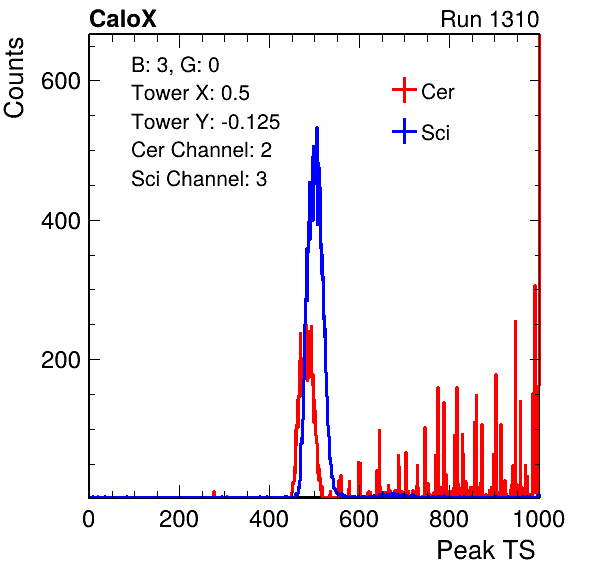 CaloX
Run 1310
Counts
B: 3, G: 0
Tower X: 0.5
Tower Y: -0.125
Cer Channel: 2
Sci Channel: 3
Cer
Sci
600
400
200
0 200 400 600 800 1000
Peak TS